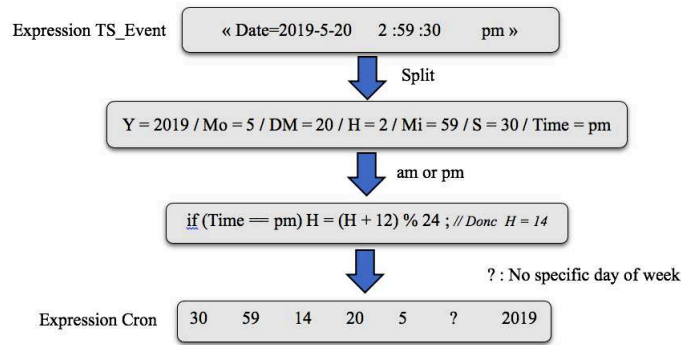 Expression TS_Event « Date=2019-5-20 2 :59 :30 pm »
Split
Y = 2019 / Mo = 5 / DM = 20 / H = 2 / Mi = 59 / S = 30 / Time = pm
am or pm
if (Time == pm) H = (H + 12) % 24 ; // Donc H = 14
? : No specific day of week
Expression Cron 30 59 14 20 5 ? 2019